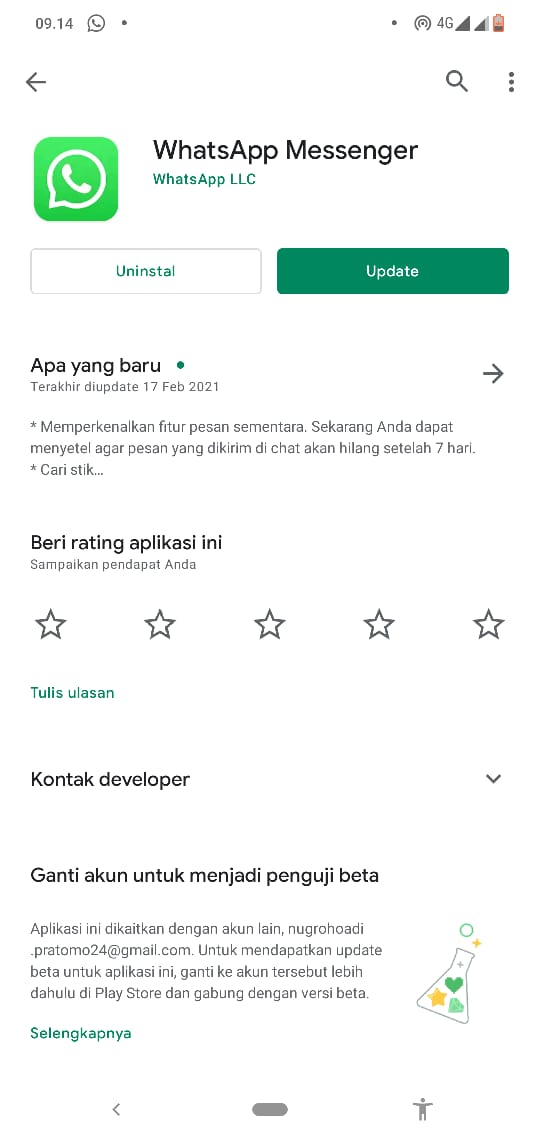 09.14
4G
WhatsApp Messenger
WhatsApp LLC
Uninstal
Update
Apa yang baru
Terakhir diupdate 17 Feb 2021
* Memperkenalkan fitur pesan sementara. Sekarang Anda dapat
menyetel agar pesan yang dikirim di chat akan hilang setelah 7 hari.
* Cari stik...
Beri rating aplikasi ini
Sampaikan pendapat Anda
Tulis ulasan
Kontak developer
Ganti akun untuk menjadi penguji beta
Aplikasi ini dikaitkan dengan akun lain, nugrohoadi
.pratomo24@gmail.com. Untuk mendapatkan update
beta untuk aplikasi ini, ganti ke akun tersebut lebih
dahulu di Play Store dan gabung dengan versi beta.
Selengkapnya